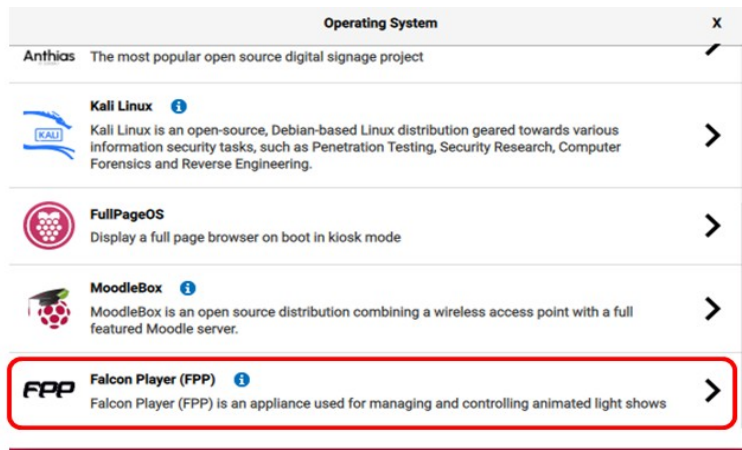 Operating System X
Anthias The most popular open source digital signage project
Kali Linux i
KALI
Kali Linux is an open-source, Debian-based Linux distribution geared towards various
information security tasks, such as Penetration Testing, Security Research, Computer
Forensics and Reverse Engineering.
FullPageOS
Display a full page browser on boot in kiosk mode
MoodleBox i
MoodleBox is an open source distribution combining a wireless access point with a full
featured Moodle server.
FPP
Falcon Player (FPP) i
Falcon Player (FPP) is an appliance used for managing and controlling animated light shows